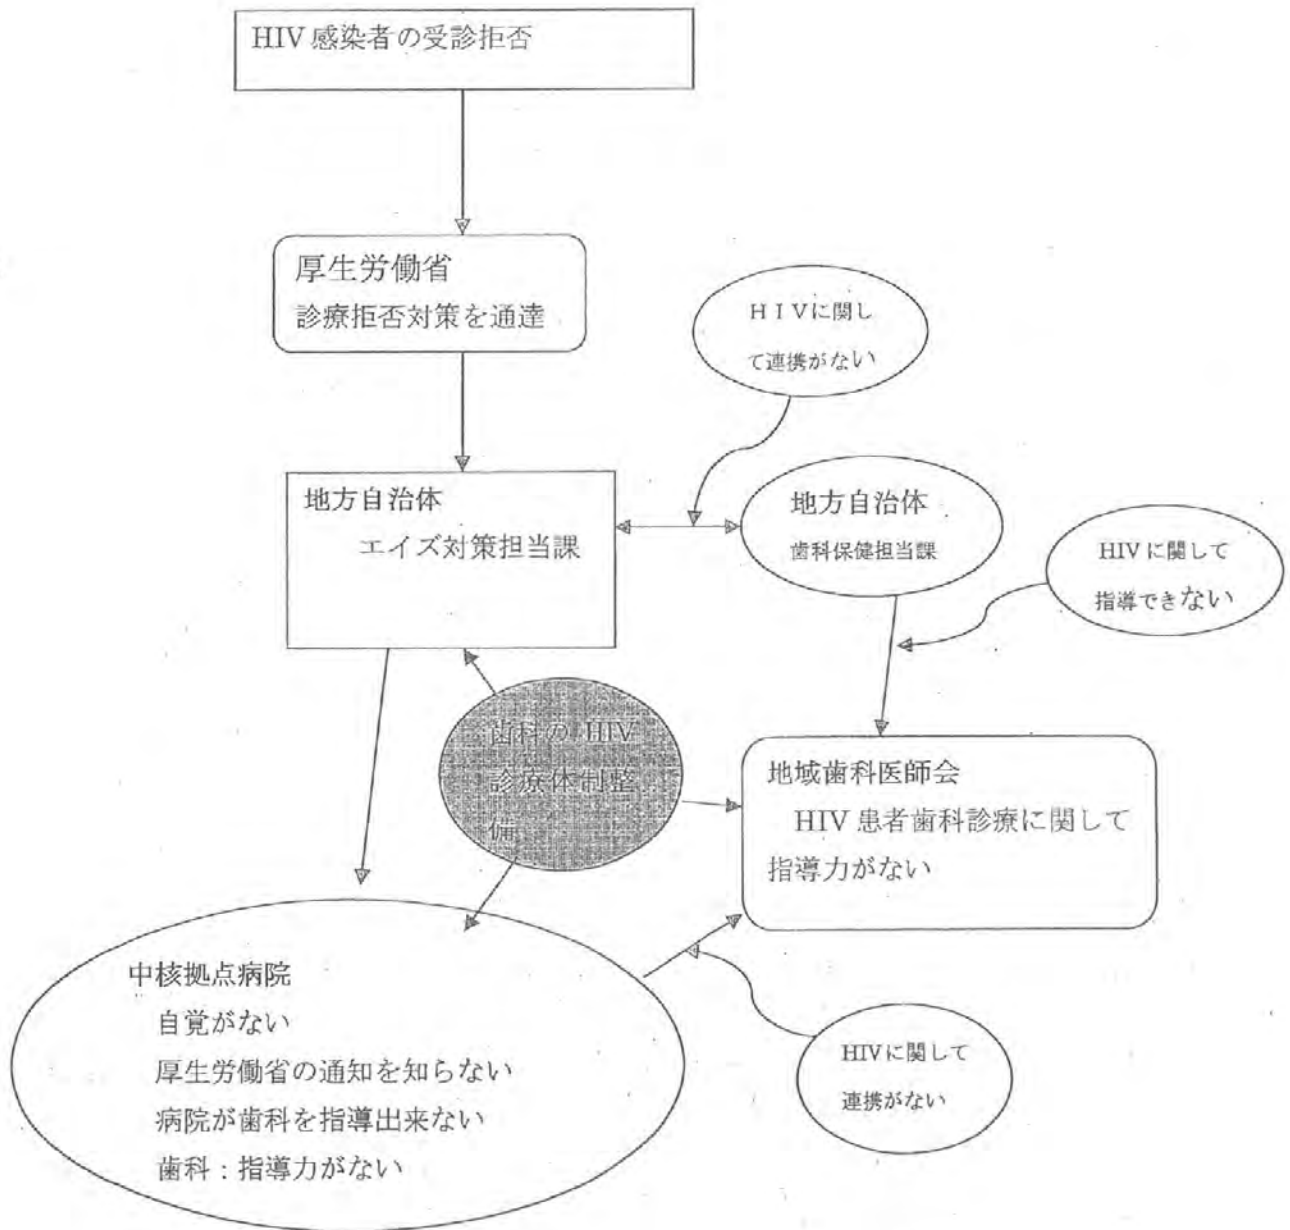 HIV 感染者の受診拒否
厚生労働省
診療拒否対策を通達
ＨＩＶに関し
て連携がない
地方自治体
エイズ対策担当課
地方自治体
歯科保健担当課
HIV に関して
指導できない
歯科の HIV
診療体制整
備
地域歯科医師会
HIV 患者歯科診療に関して
指導力がない
中核拠点病院
自覚がない
厚生労働省の通知を知らない
病院が歯科を指導出来ない
歯科：指導力がない
HIVに関して
連携がない